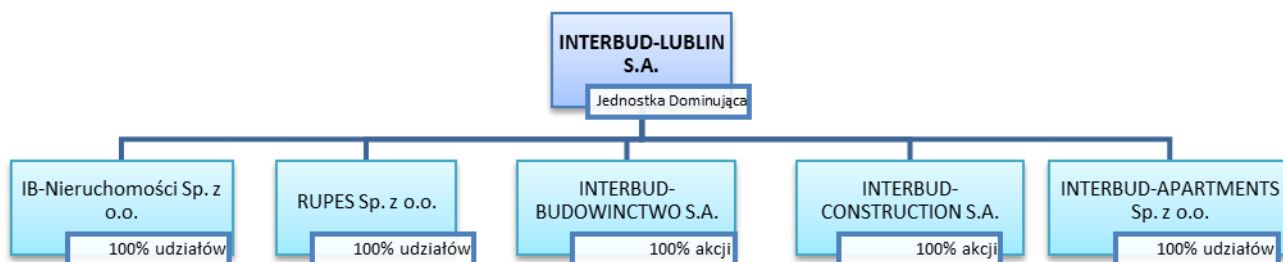 INTERBUD-LUBLIN
S.A.
Jednostka Dominująca
IB-Nieruchomości Sp. z
o.o.
100% udziałów
RUPES Sp. z o.o.
100% udziałów
INTERBUD-
BUDOWINCTWO S.A.
100% akcji
INTERBUD-
CONSTRUCTION S.A.
100% akcji
INTERBUD-APARTMENTS
Sp. z o.o.
100% udziałów